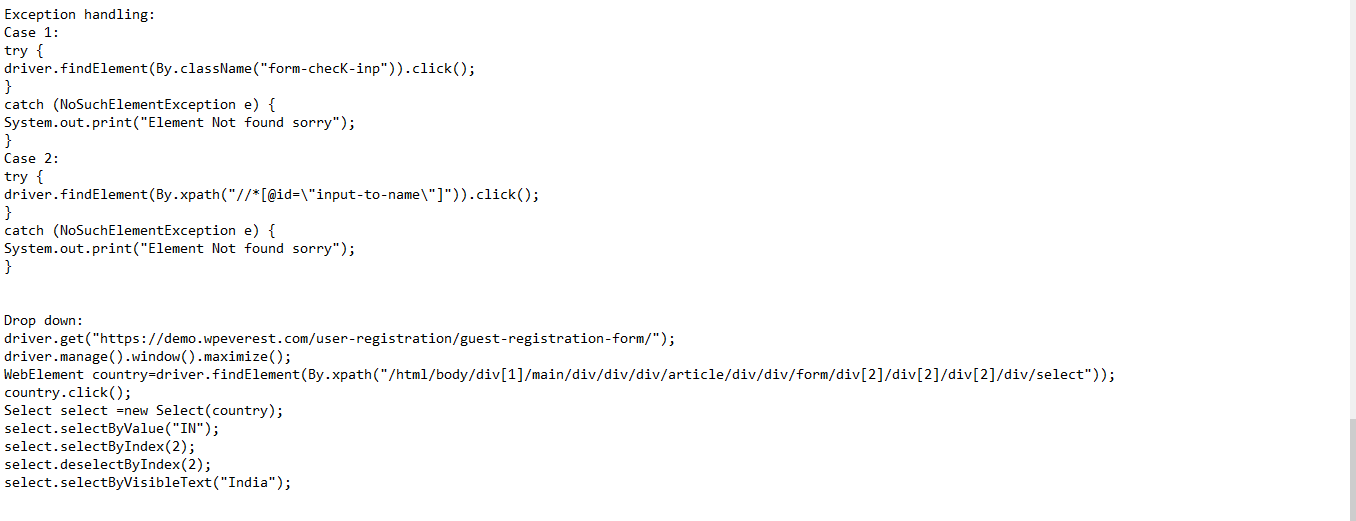 Exception handling:
Case 1:
try {
driver.findElement(By.className("form-checK-inp")).click();
}
catch (NoSuchElementException e) {
System.out.print("Element Not found sorry");
}
Case 2:
try {
driver.findElement(By.xpath("//*[@id=\"input-to-name\"]")).click();
}
catch (NoSuchElementException e) {
System.out.print("Element Not found sorry");
}
Drop down:
driver.get("https://demo.wpeverest.com/user-registration/guest-registration-form/");
driver.manage().window().maximize();
WebElement country=driver.findElement(By.xpath("/html/body/div[1]/main/div/div/div/article/div/div/form/div[2]/div[2]/div[2]/div/select"));
country.click();
Select select =new Select(country);
select.selectByValue("IN");
select.selectByIndex(2);
select.deselectByIndex(2);
select.selectByVisibleText("India");